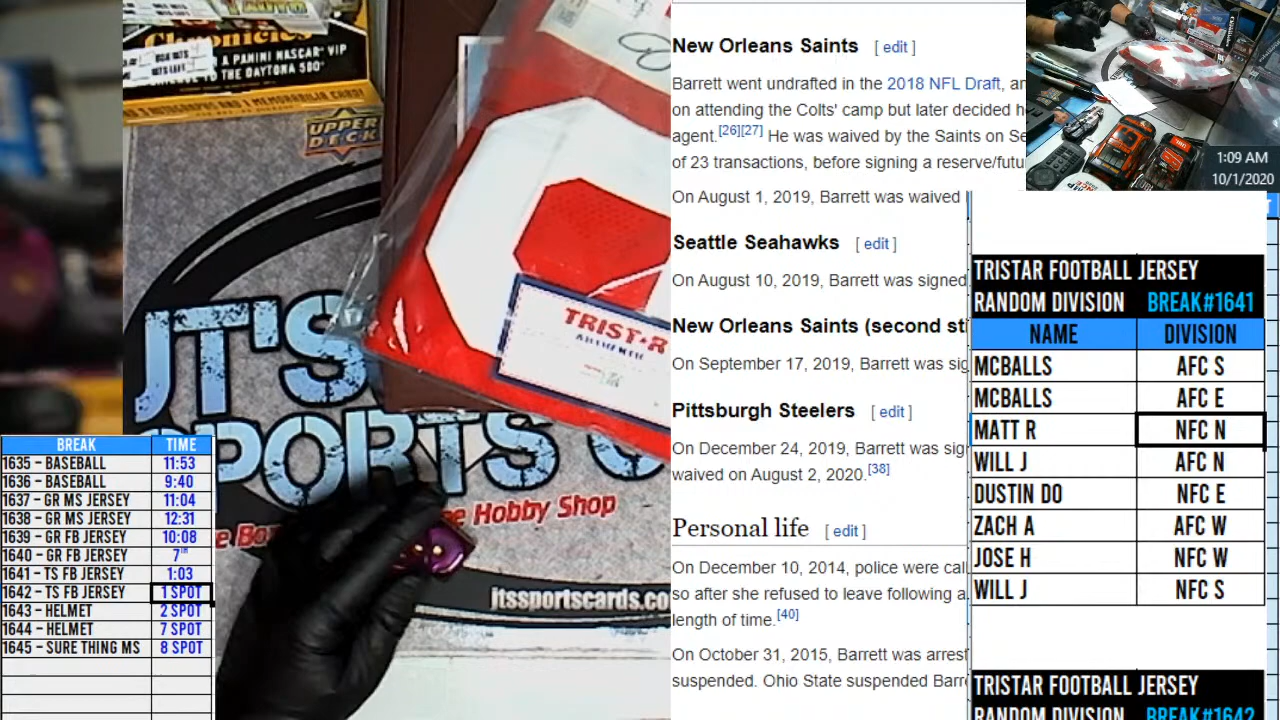 Chronicles
A PANINI NASCAR VIP
TO THE DAYTONA 500
UPPER
DECK
JT'S
SPORTS
Hobby Shop
jtssportscards.co
TRISTAR
AUTHENTIC
New Orleans Saints [ edit ]
Barrett went undrafted in the 2018 NFL Draft, an
on attending the Colts' camp but later decided h
agent.[26][27] He was waived by the Saints on Se
of 23 transactions, before signing a reserve/futu
On August 1, 2019, Barrett was waived
Seattle Seahawks [ edit ]
On August 10, 2019, Barrett was signed
New Orleans Saints (second sti
On September 17, 2019, Barrett was sig
Pittsburgh Steelers [ edit ]
On December 24, 2019, Barrett was sig
waived on August 2, 2020.[38]
Personal life [ edit ]
On December 10, 2014, police were cal
so after she refused to leave following a
length of time.[40]
On October 31, 2015, Barrett was arrest
suspended. Ohio State suspended Barre
1:09 AM
10/1/2020
TRISTAR FOOTBALL JERSEY
RANDOM DIVISION BREAK#1641
NAME DIVISION
MCBALLS AFC S
MCBALLS AFC E
MATT R NFC N
WILL J AFC N
DUSTIN DO NFC E
ZACH A AFC W
JOSE H NFC W
WILL J NFC S
TRISTAR FOOTBALL JERSEY
RANDOM DIVISION BREAK#1642
BREAK TIME
1635 – BASEBALL 11:53
1636 – BASEBALL 9:40
1637 – GR MS JERSEY 11:04
1638 – GR MS JERSEY 12:31
1639 – GR FB JERSEY 10:08
1640 – GR FB JERSEY 7TH
1641 – TS FB JERSEY 1:03
1642 – TS FB JERSEY 1 SPOT
1643 – HELMET 2 SPOT
1644 – HELMET 7 SPOT
1645 – SURE THING MS 8 SPOT